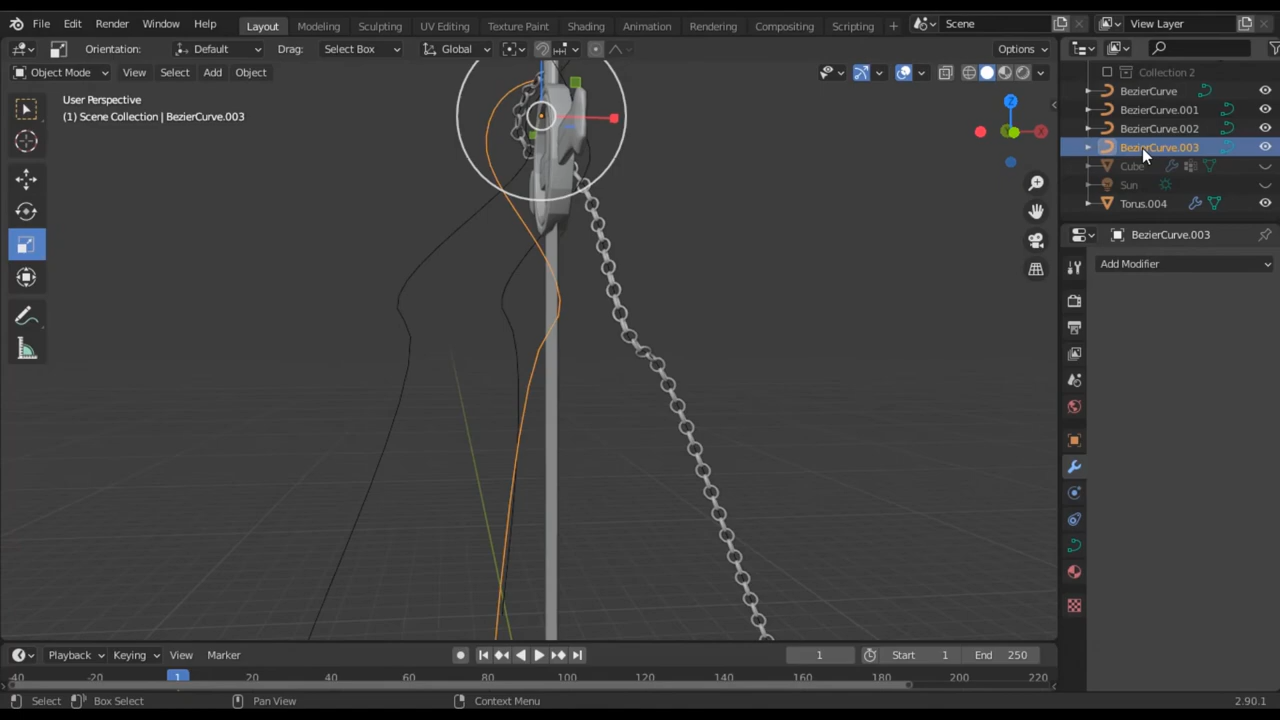 File Edit Render Window Help Layout Modeling Sculpting UV Editing Texture Paint Shading Animation Rendering Compositing Scripting + Scene View Layer
Orientation: Default Drag: Select Box Global Options
Object Mode View Select Add Object
User Perspective
(1) Scene Collection | BezierCurve.003
Z
X
Y
Collection 2
BezierCurve
BezierCurve.001
BezierCurve.002
BezierCurve.003
Cube
Sun
Torus.004
BezierCurve.003
Add Modifier
Playback Keying View Marker 1 Start 1 End 250
-40 -20 1 20 40 60 80 100 120 140 160 180 200 220
Select Box Select Pan View Context Menu 2.90.1